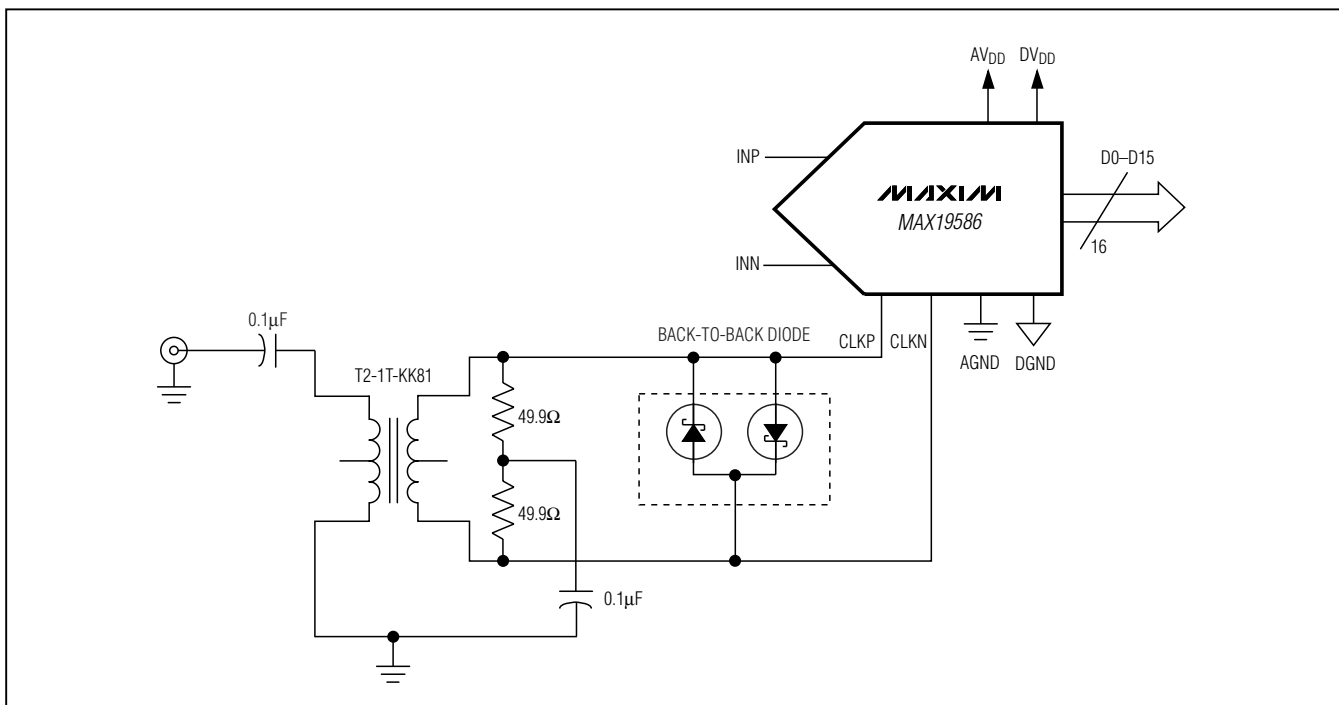 AVDD DVDD
INP
D0–D15
MAXIM
MAX19586
16
INN
0.1μF
BACK-TO-BACK DIODE
CLKP CLKN
AGND DGND
T2-1T-KK81
49.9Ω
49.9Ω
0.1μF